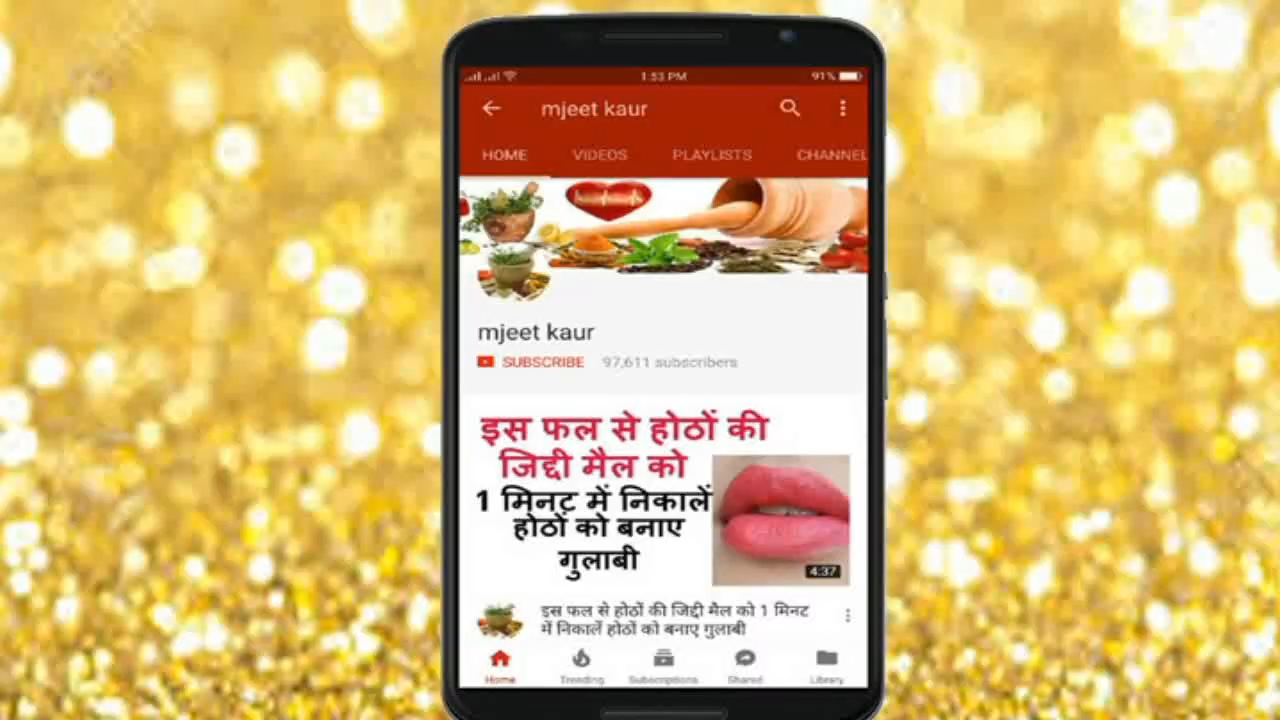 1:53 PM 91%
mjeet kaur
HOME VIDEOS PLAYLISTS CHANNEL
mjeet kaur
SUBSCRIBE 97,611 subscribers
इस फल से होठों की
जिद्दी मैल को
1 मिनट में निकालें
होठों को बनाए
गुलाबी
4:37
इस फल से होठों की जिद्दी मैल को 1 मिनट
में निकालें होठों को बनाए गुलाबी
Home Trending Subscriptions Shared Library